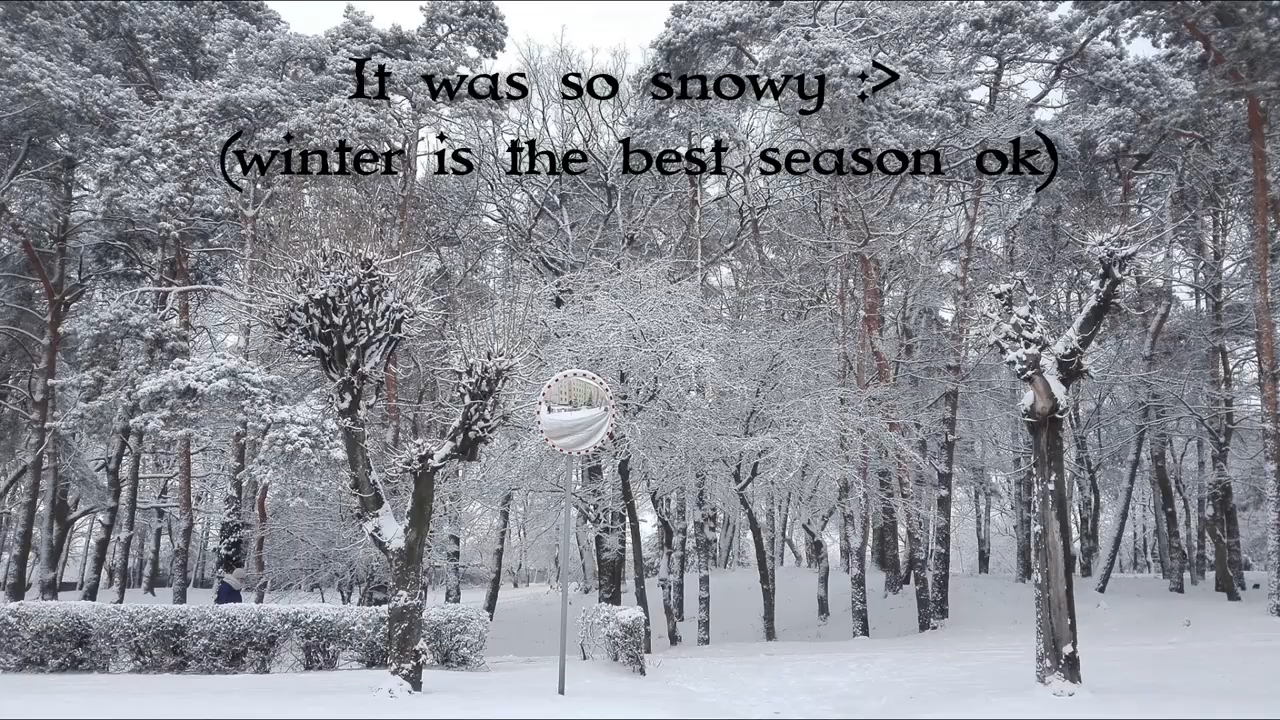 It was so snowy :>
(winter is the best season ok)